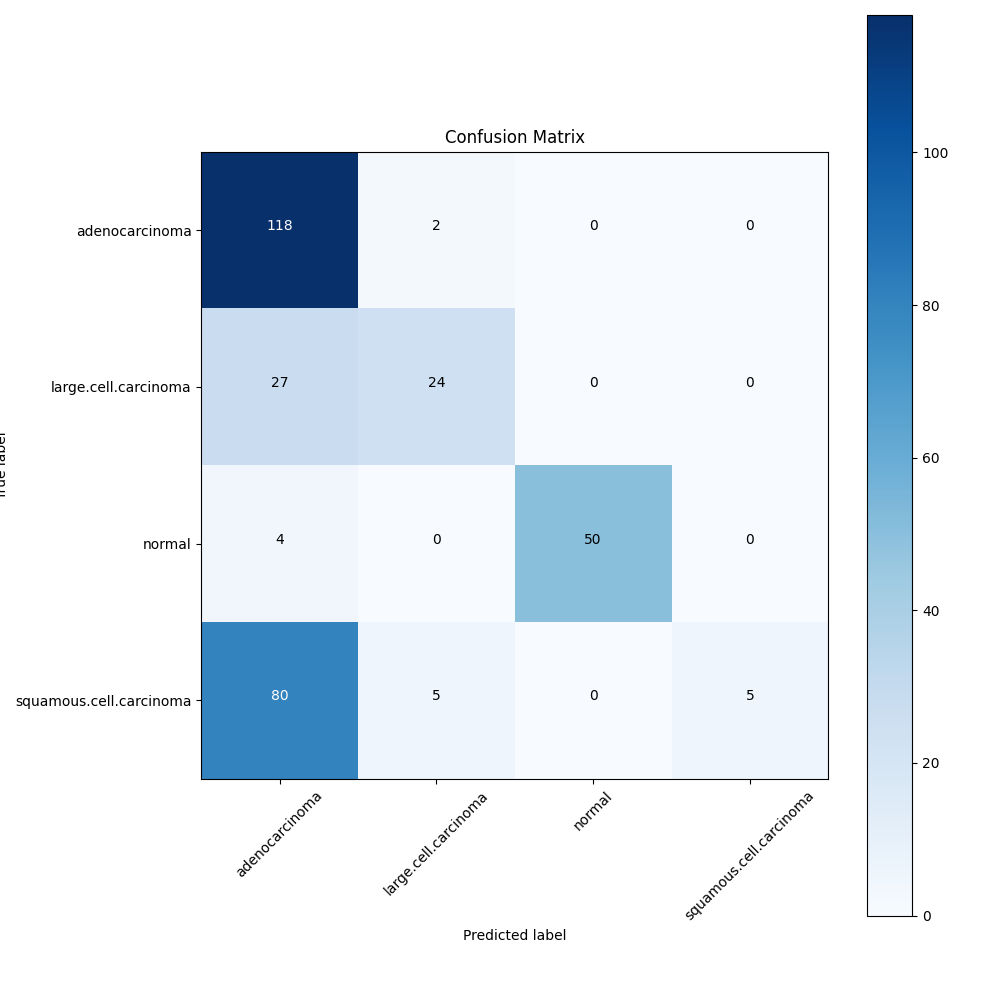 Confusion Matrix
adenocarcinoma
118 2 0 0
large.cell.carcinoma
27 24 0 0
normal
4 0 50 0
squamous.cell.carcinoma
80 5 0 5
adenocarcinoma
large.cell.carcinoma
normal
squamous.cell.carcinoma
Predicted label
label
100
80
60
40
20
0